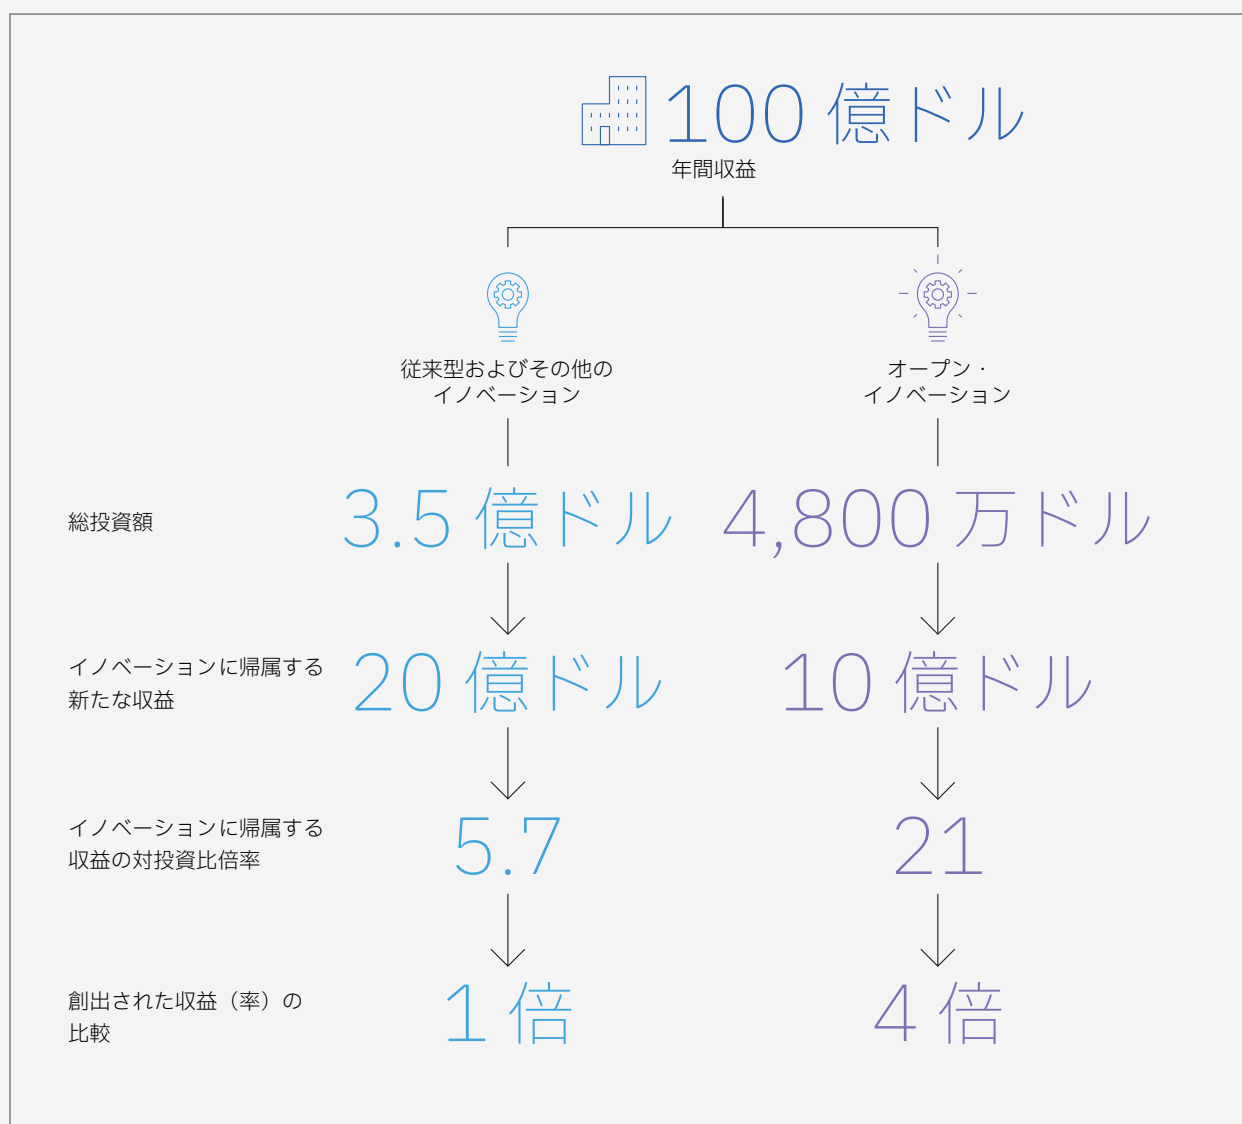 100 億ドル
年間収益
従来型およびその他の
イノベーション
オープン・
イノベーション
総投資額
3.5 億ドル
4,800 万ドル
イノベーションに帰属する
新たな収益
20 億ドル
10 億ドル
イノベーションに帰属する
収益の対投資比倍率
5.7
21
創出された収益（率）の
比較
1 倍
4 倍